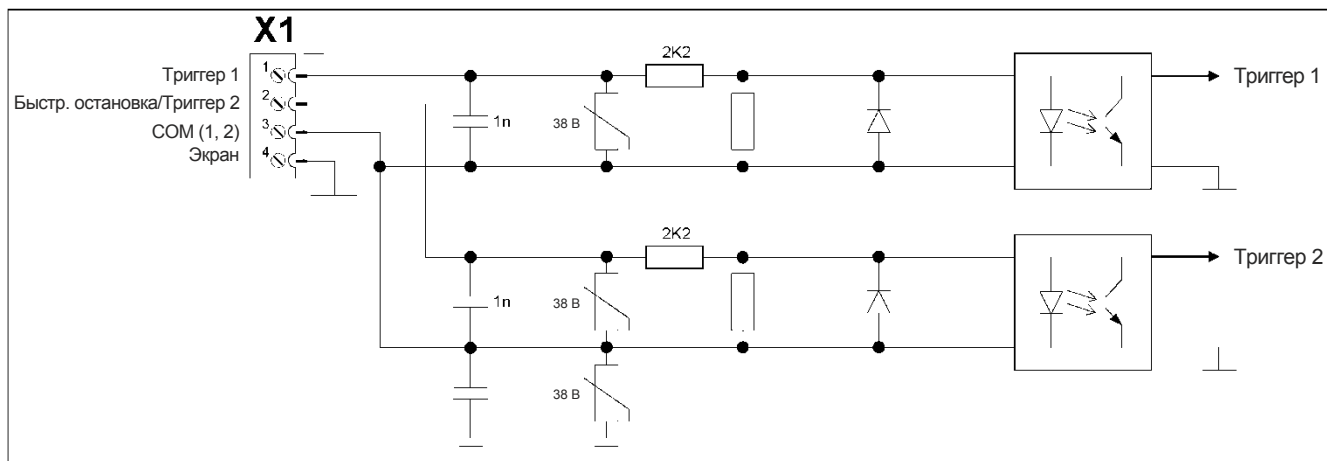 X1
Триггер 1
Быстр. остановка/Триггер 2
COM (1, 2)
Экран
1
2
3
4
1n
38 В
2K2
Триггер 1
1n
38 В
2K2
Триггер 2
38 В